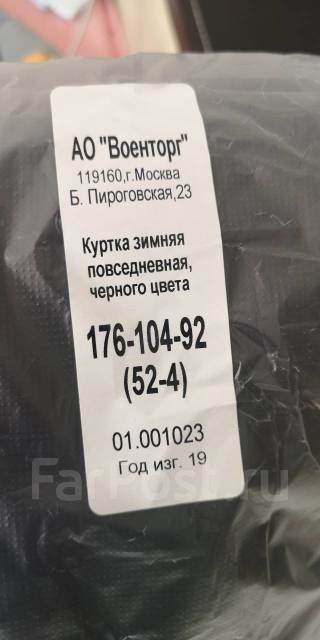 АО "Военторг"
119160,г.Москва
Б. Пироговская,23
Куртка зимняя
повседневная,
черного цвета
176-104-92
(52-4)
01.001023
Год изг. 19
FarPost.ru